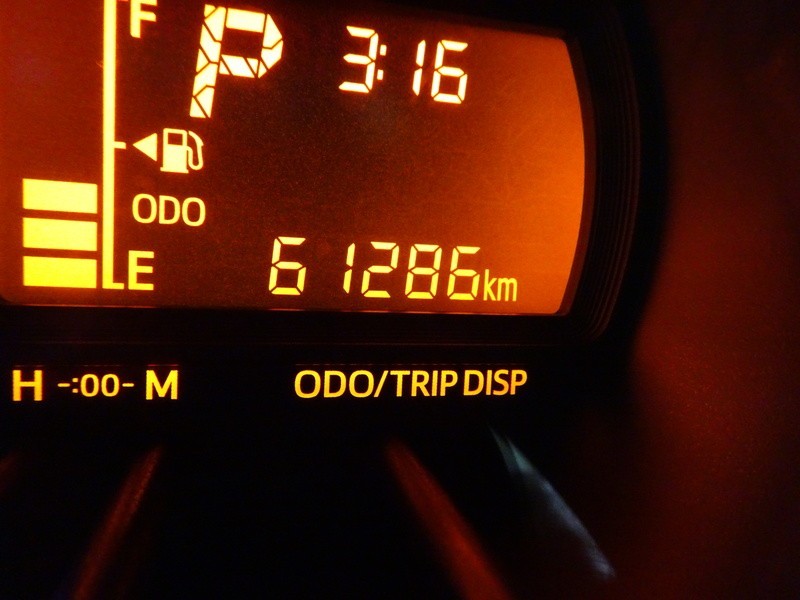 F
P 3:16
ODO
E 61286km
H -:00- M ODO/TRIP DISP